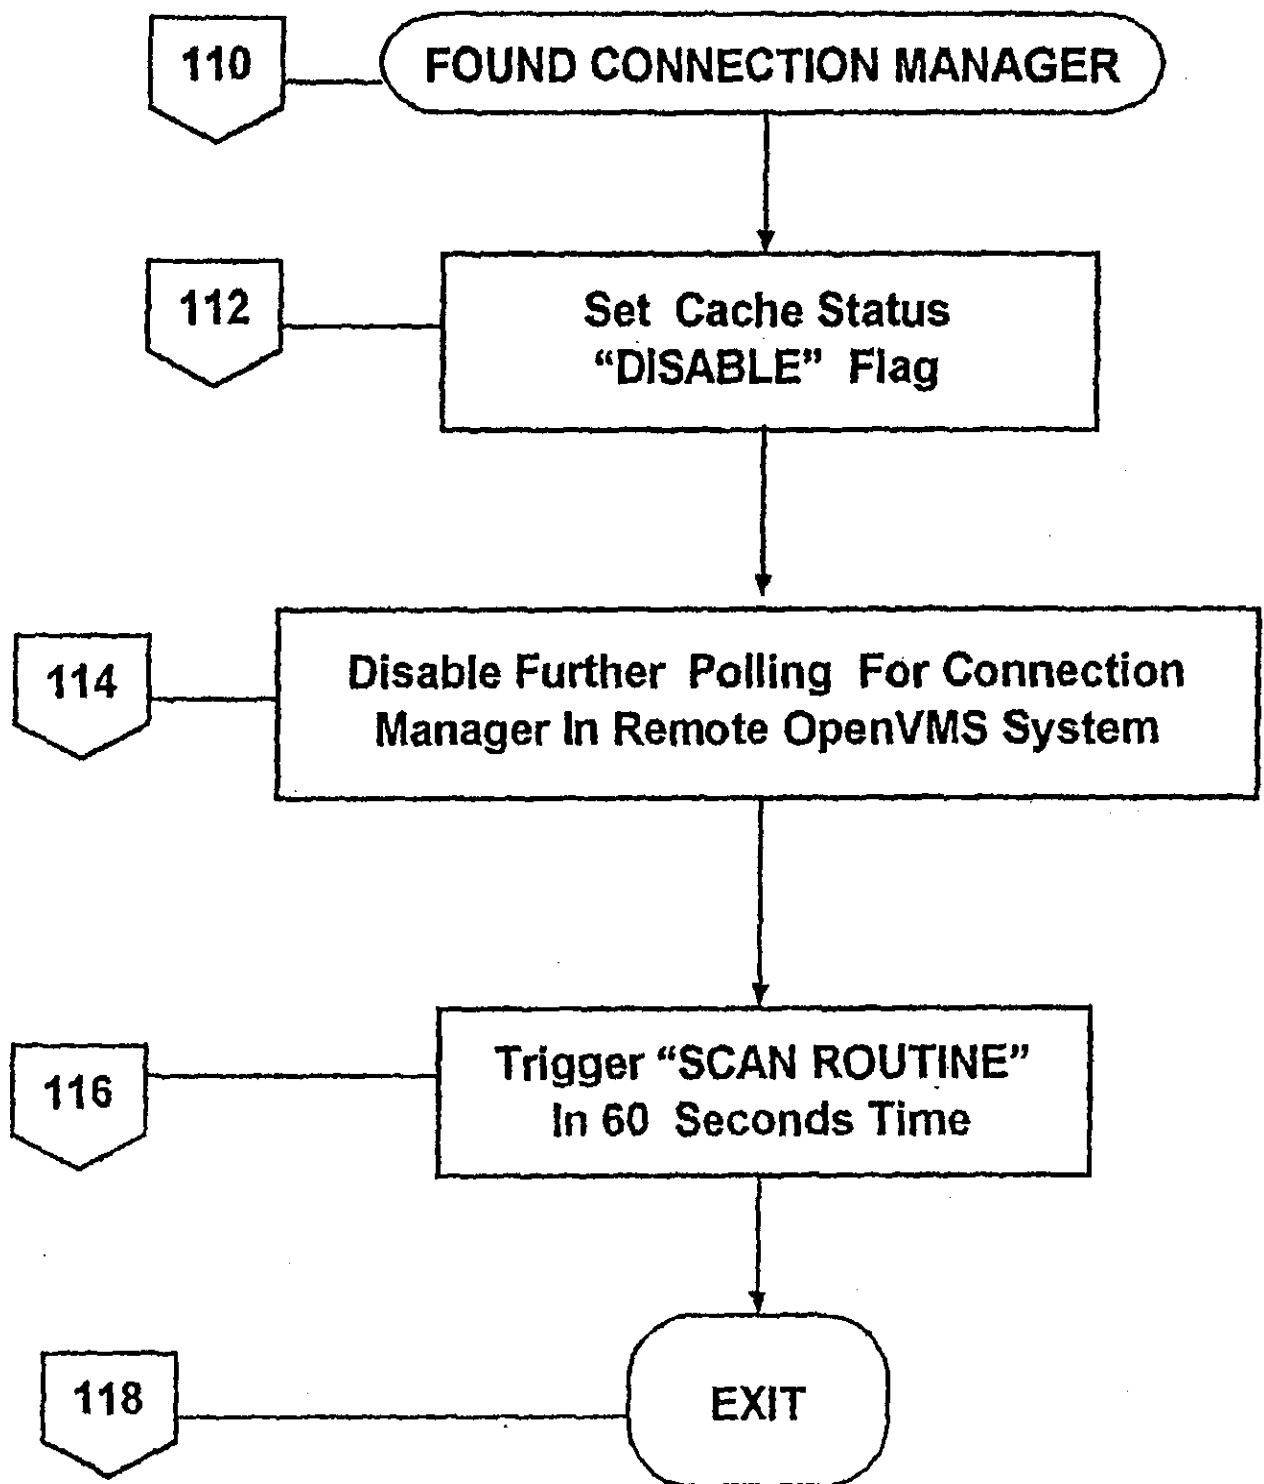 110
FOUND CONNECTION MANAGER
112
Set Cache Status
“DISABLE” Flag
114
Disable Further Polling For Connection
Manager In Remote OpenVMS System
116
Trigger “SCAN ROUTINE”
In 60 Seconds Time
118
EXIT